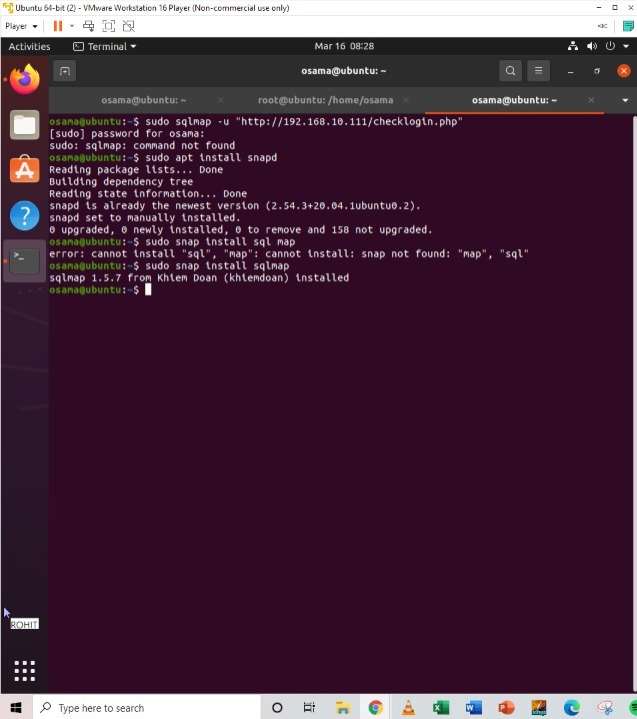 Ubuntu 64-bit (2) - VMware Workstation 16 Player (Non-commercial use only)
Player
Activities
Terminal
Mar 16 08:28
osama@ubuntu: ~
osama@ubuntu: ~
root@ubuntu: /home/osama
osama@ubuntu: ~
osama@ubuntu:~$ sudo sqlmap -u "http://192.168.10.111/checklogin.php"
[sudo] password for osama:
sudo: sqlmap: command not found
osama@ubuntu:~$ sudo apt install snapd
Reading package lists... Done
Building dependency tree
Reading state information... Done
snapd is already the newest version (2.54.3+20.04.1ubuntu0.2).
snapd set to manually installed.
0 upgraded, 0 newly installed, 0 to remove and 158 not upgraded.
osama@ubuntu:~$ sudo snap install sql map
error: cannot install "sql", "map": cannot install: snap not found: "map", "sql"
osama@ubuntu:~$ sudo snap install sqlmap
sqlmap 1.5.7 from Khiem Doan (khiemdoan) installed
osama@ubuntu:~$
ROHIT
Type here to search